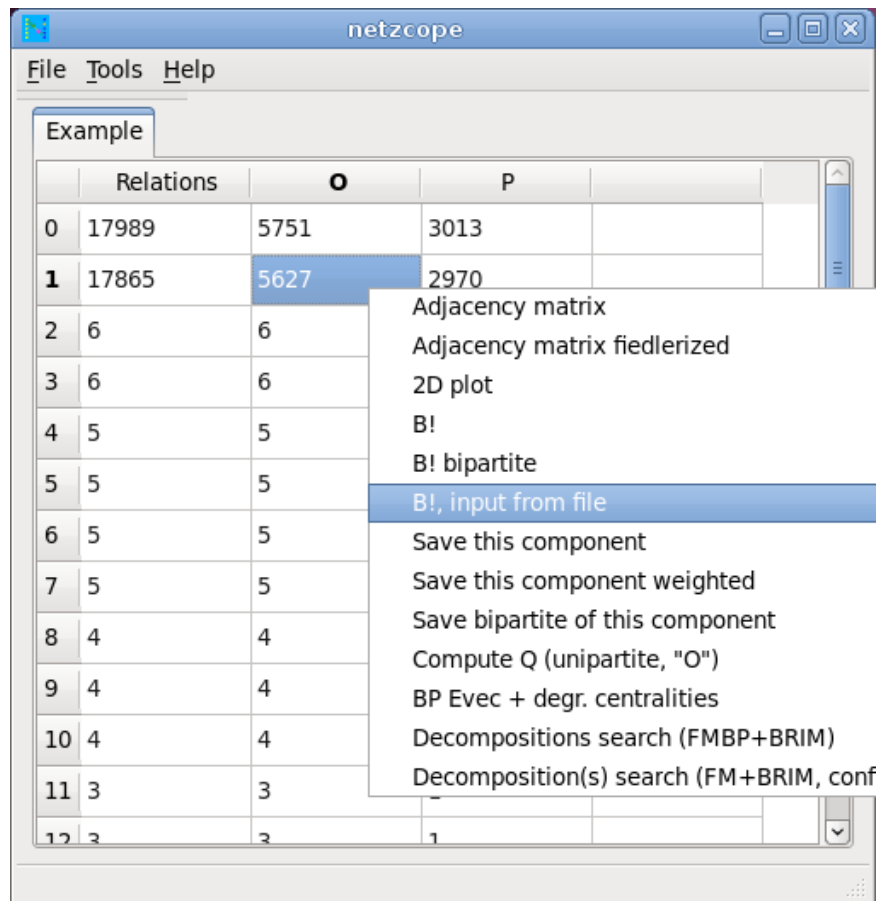 netzcope
File Tools Help
Example
Relations O P
0 17989 5751 3013
1 17865 5627 2970
Adjacency matrix
2 6 6
Adjacency matrix fiedlerized
3 6 6
2D plot
4 5 5
B!
B! bipartite
5 5 5
B!, input from file
6 5 5
Save this component
7 5 5
Save this component weighted
8 4 4
Save bipartite of this component
9 4 4
Compute Q (unipartite, "O")
BP Evec + degr. centralities
10 4 4
Decompositions search (FMBP+BRIM)
11 3 3
Decomposition(s) search (FM+BRIM, conf
12 3 3 1